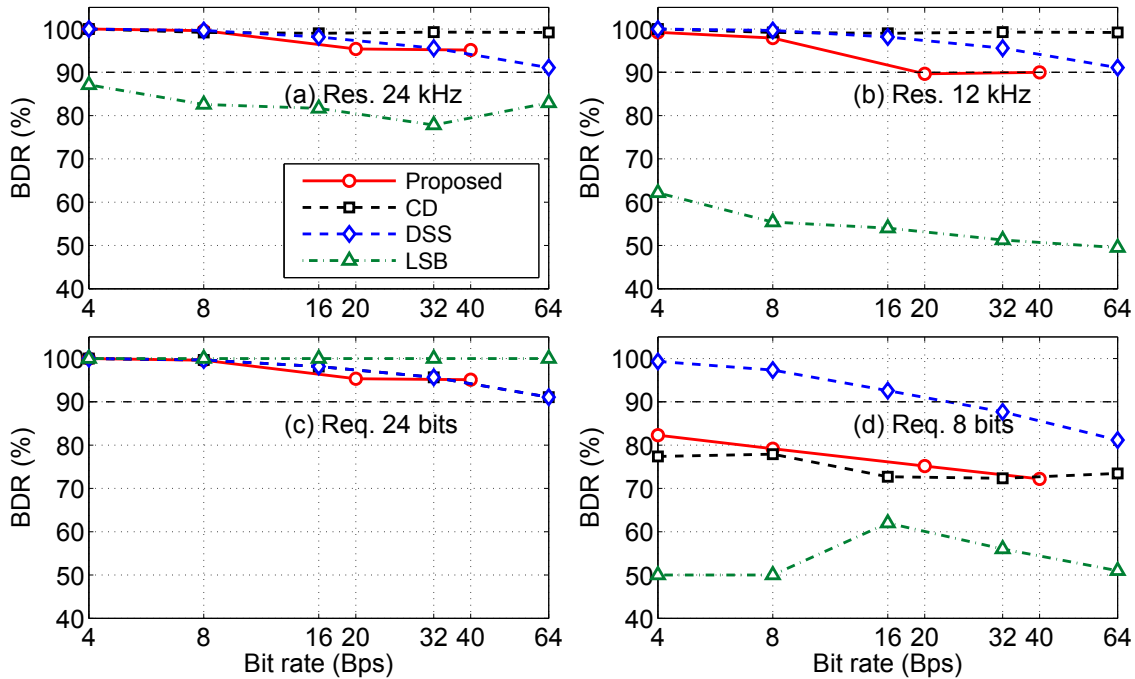 100
90
80
70
60
50
40
BDR (%)
(a) Res. 24 kHz
Proposed
CD
DSS
LSB
4 8 16 20 32 40 64
100
90
80
70
60
50
40
BDR (%)
(b) Res. 12 kHz
4 8 16 20 32 40 64
100
90
80
70
60
50
40
BDR (%)
(c) Req. 24 bits
4 8 16 20 32 40 64
Bit rate (Bps)
100
90
80
70
60
50
40
BDR (%)
(d) Req. 8 bits
4 8 16 20 32 40 64
Bit rate (Bps)